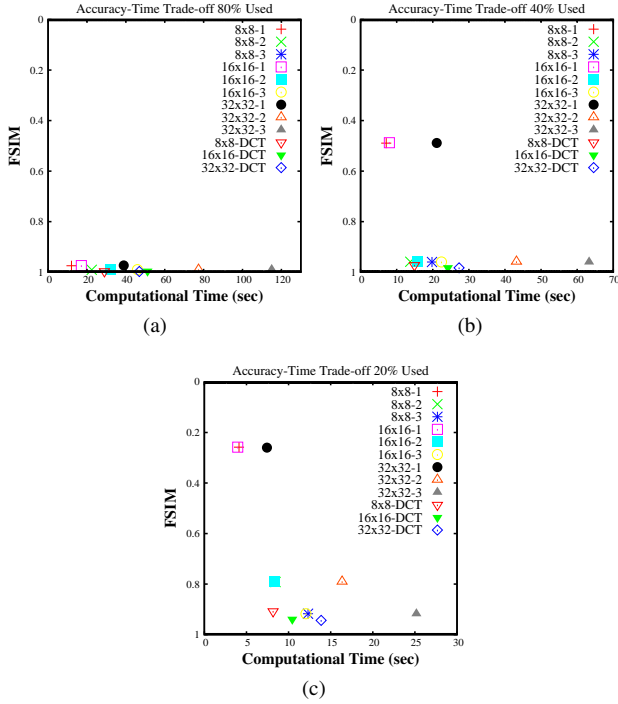 Accuracy-Time Trade-off 80% Used
FSIM
0
0.2
0.4
0.6
0.8
1
0 20 40 60 80 100 120
Computational Time (sec)
8x8-1
8x8-2
8x8-3
16x16-1
16x16-2
16x16-3
32x32-1
32x32-2
32x32-3
8x8-DCT
16x16-DCT
32x32-DCT
(a)
Accuracy-Time Trade-off 40% Used
FSIM
0
0.2
0.4
0.6
0.8
1
0 10 20 30 40 50 60 70
Computational Time (sec)
8x8-1
8x8-2
8x8-3
16x16-1
16x16-2
16x16-3
32x32-1
32x32-2
32x32-3
8x8-DCT
16x16-DCT
32x32-DCT
(b)
Accuracy-Time Trade-off 20% Used
FSIM
0
0.2
0.4
0.6
0.8
1
5 10 15 20 25 30
Computational Time (sec)
8x8-1
8x8-2
8x8-3
16x16-1
16x16-2
16x16-3
32x32-1
32x32-2
32x32-3
8x8-DCT
16x16-DCT
32x32-DCT
(c)